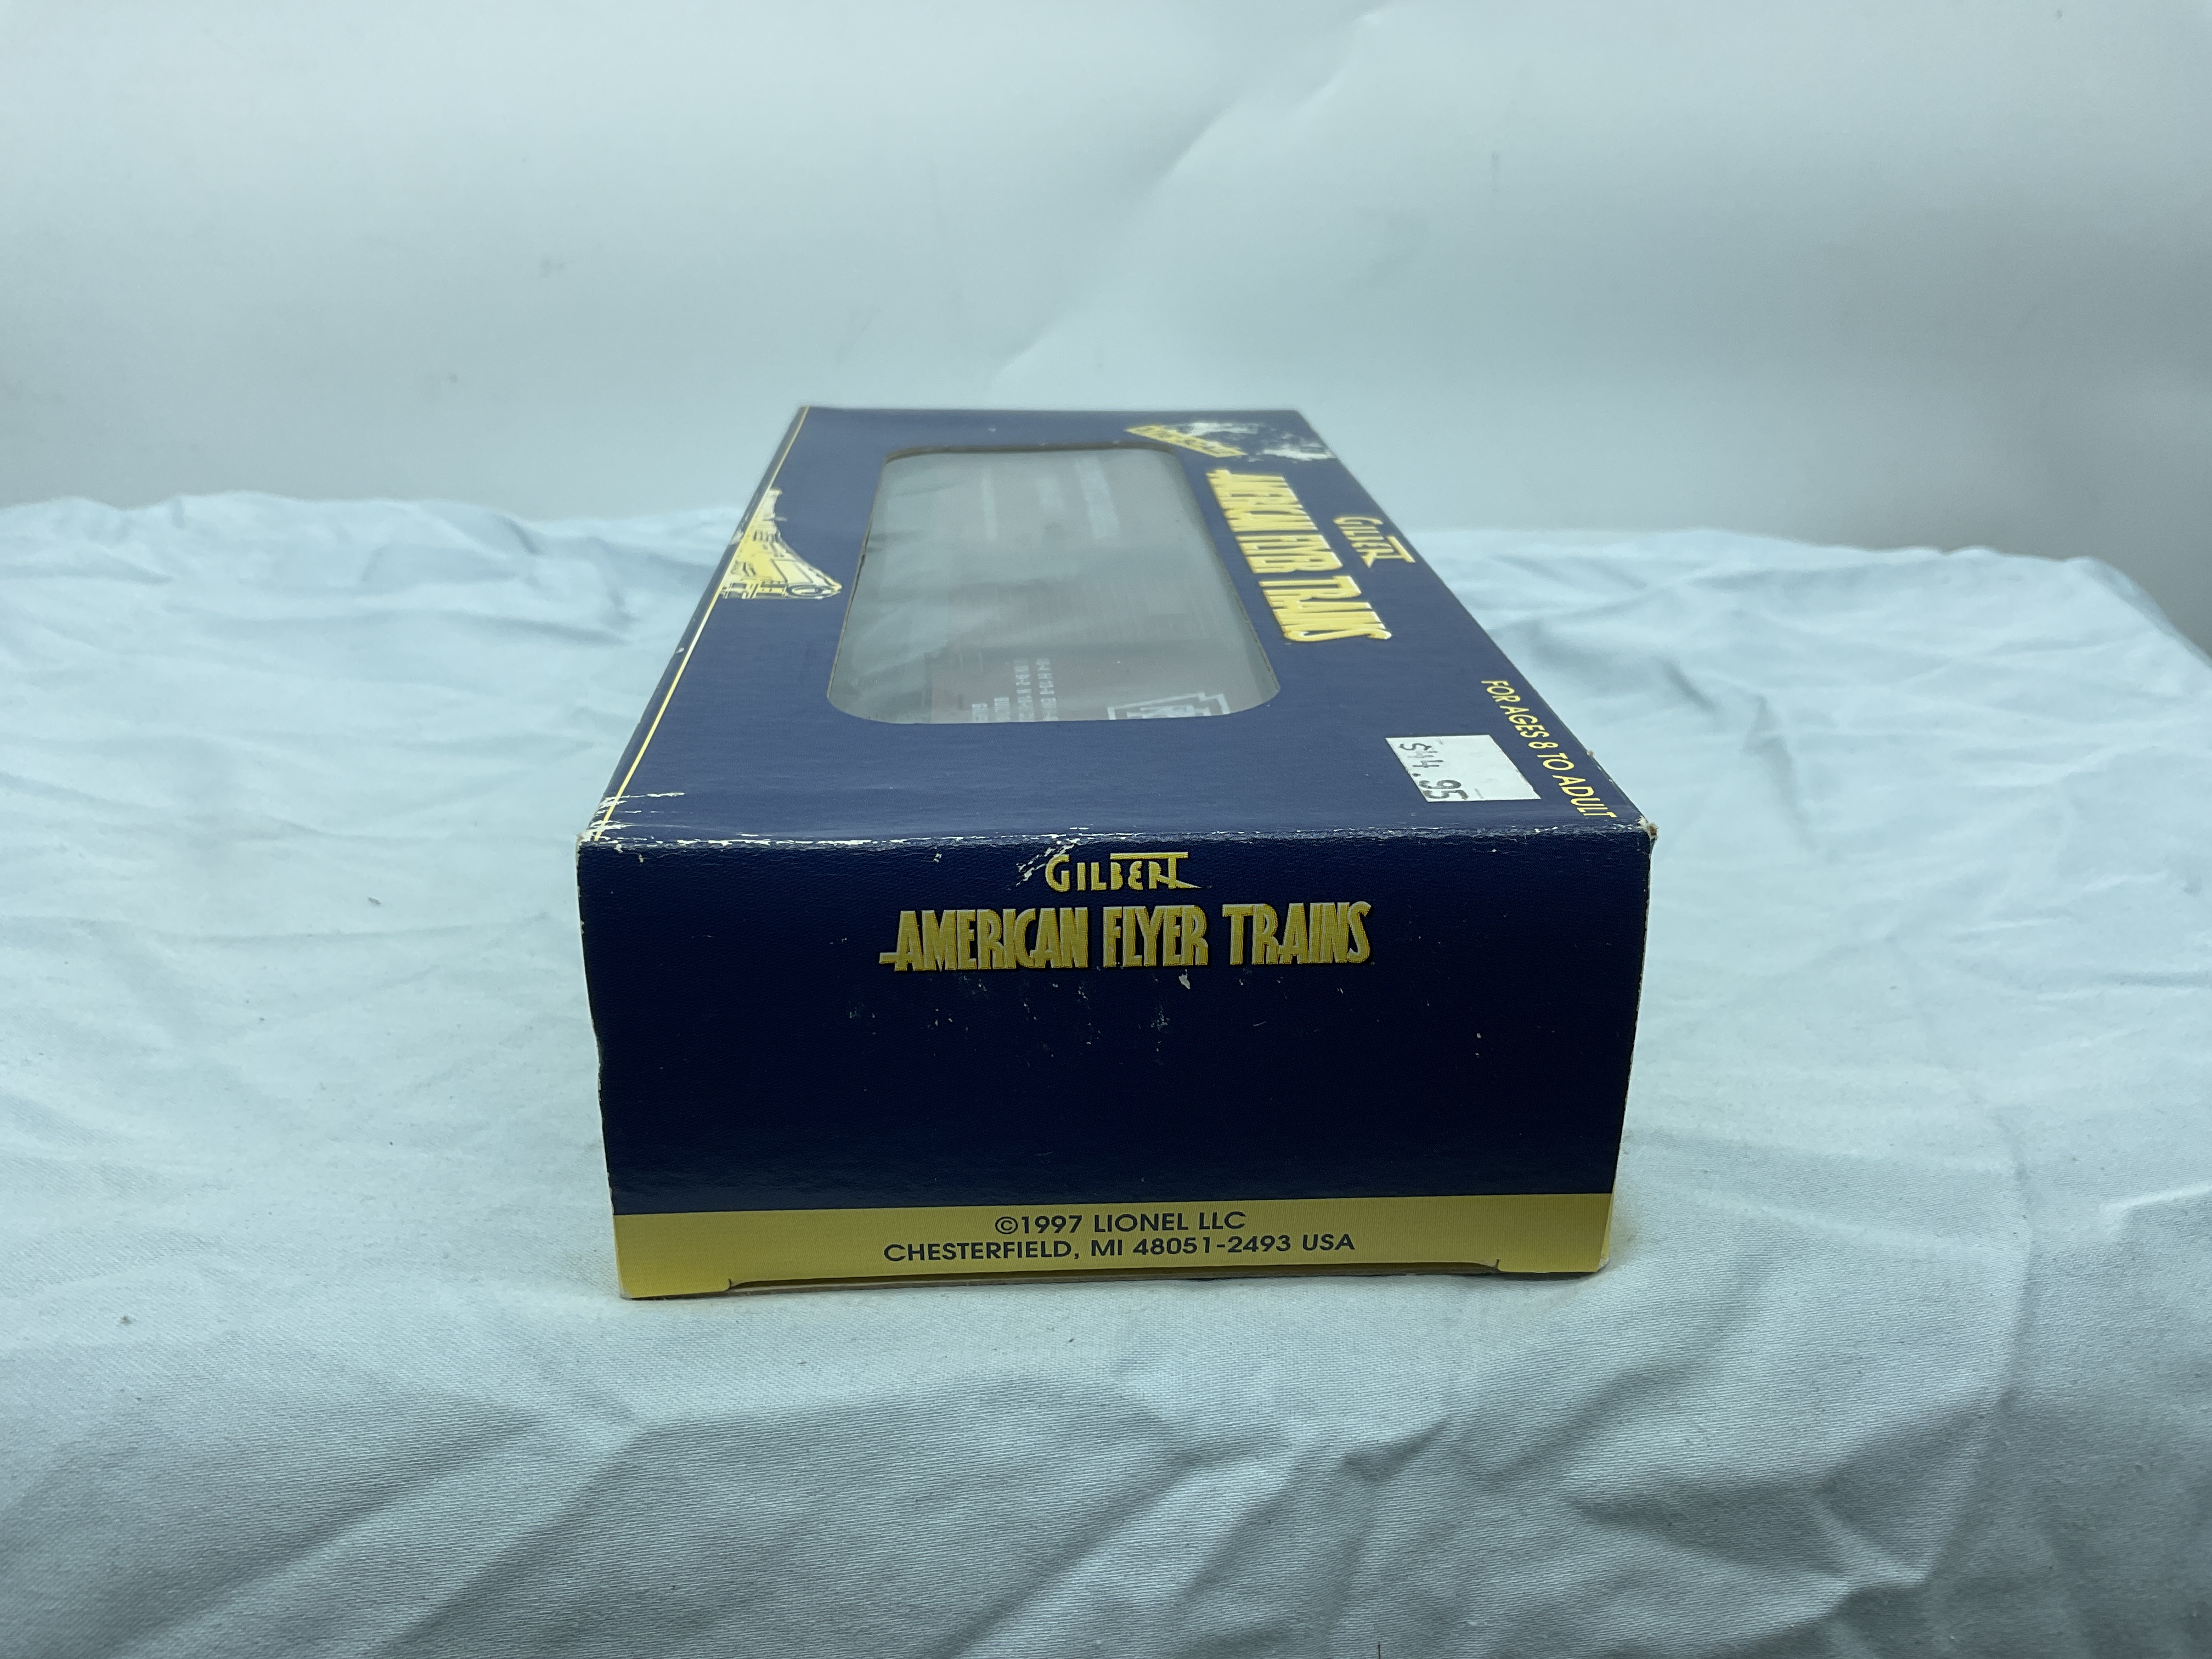 GILBERT
AMERICAN FLYER TRAINS
FOR AGES 8 TO ADULT
$44.95
GILBERT
AMERICAN FLYER TRAINS
©1997 LIONEL LLC
CHESTERFIELD, MI 48051-2493 USA